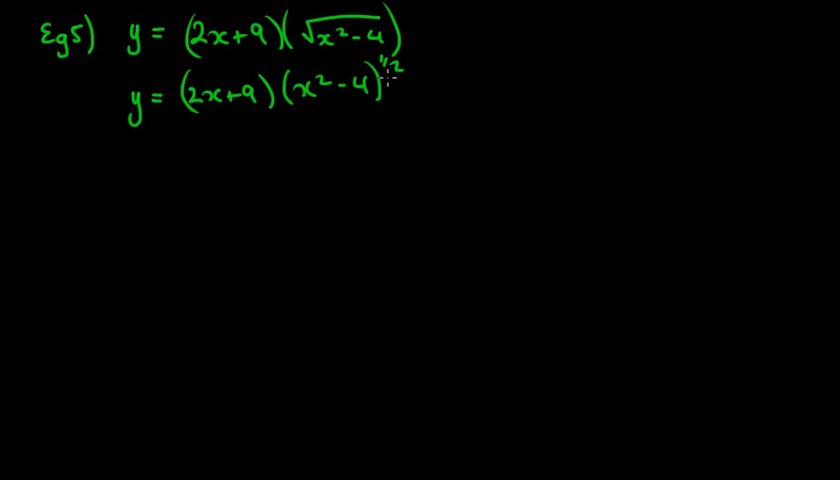 Eg5) y = (2x+9)(√x²-4)
y = (2x+9)(x²-4)^1/2